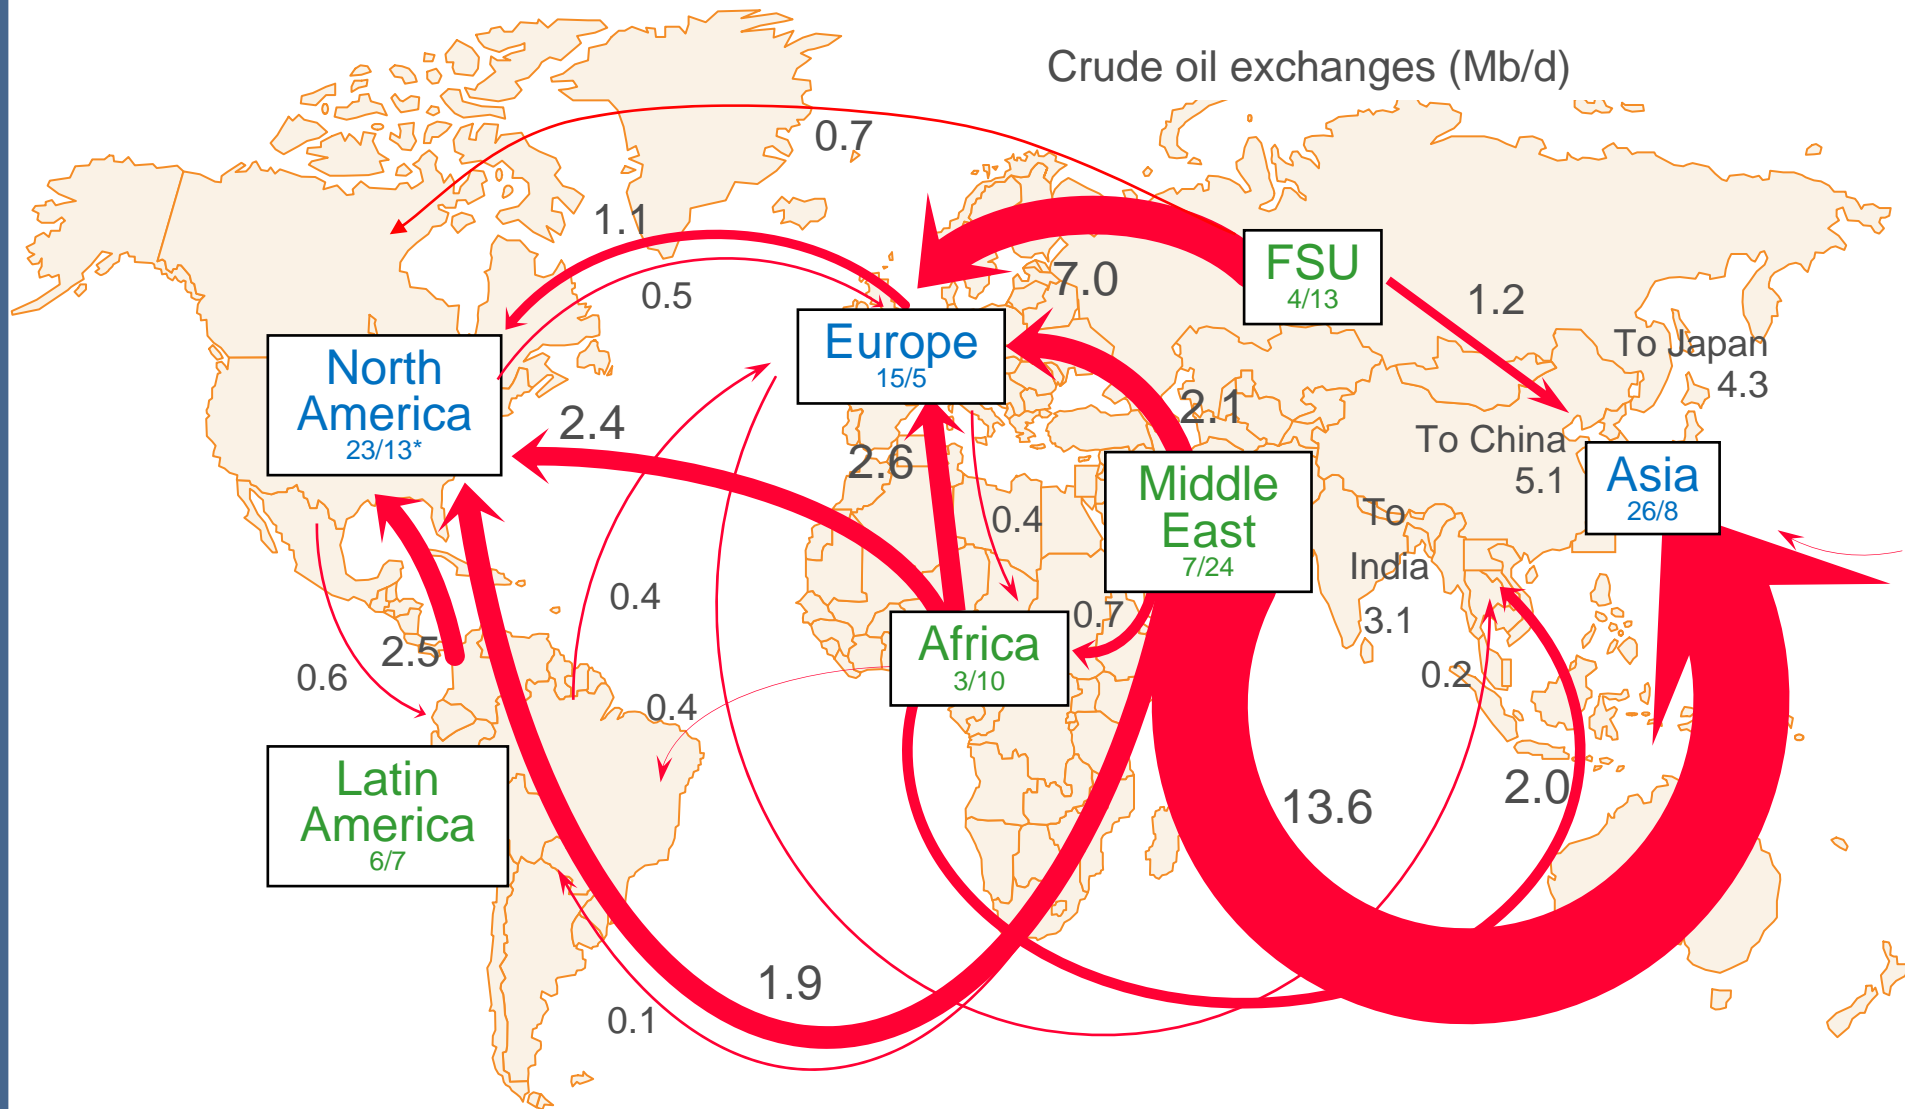 Crude oil exchanges (Mb/d)
0.7
1.1
0.5
7.0
FSU
4/13
1.2
To Japan
4.3
North
America
23/13*
Europe
15/5
2.4
2.6
2.1
To China
5.1
Asia
26/8
Middle
East
7/24
To
India
3.1
0.4
0.4
0.7
Africa
3/10
0.6
2.5
0.4
0.2
Latin
America
6/7
13.6
2.0
1.9
0.1